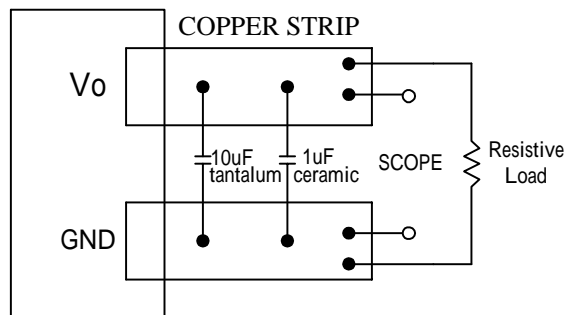 COPPER STRIP
Vo
10uF
tantalum
1uF
ceramic
SCOPE
Resistive
Load
GND